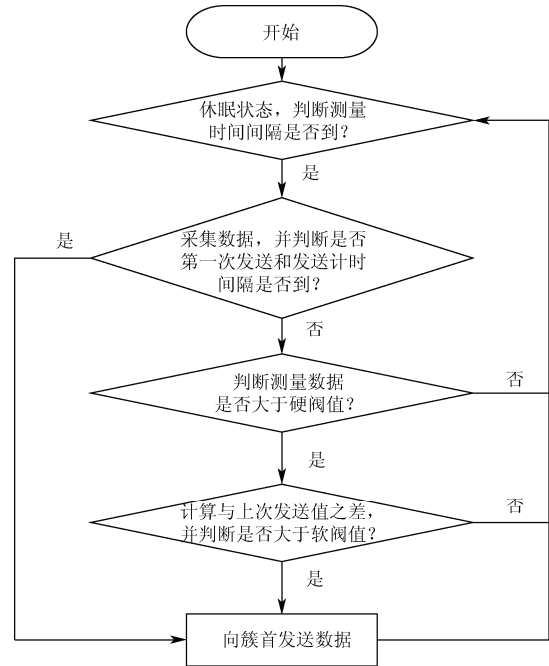 开始
休眠状态，判断测量
时间间隔是否到？
是
是
采集数据，并判断是否
第一次发送和发送计时
间隔是否到？
否
判断测量数据
是否大于硬阀值？
否
是
计算与上次发送值之差，
并判断是否大于软阀值？
否
是
向簇首发送数据